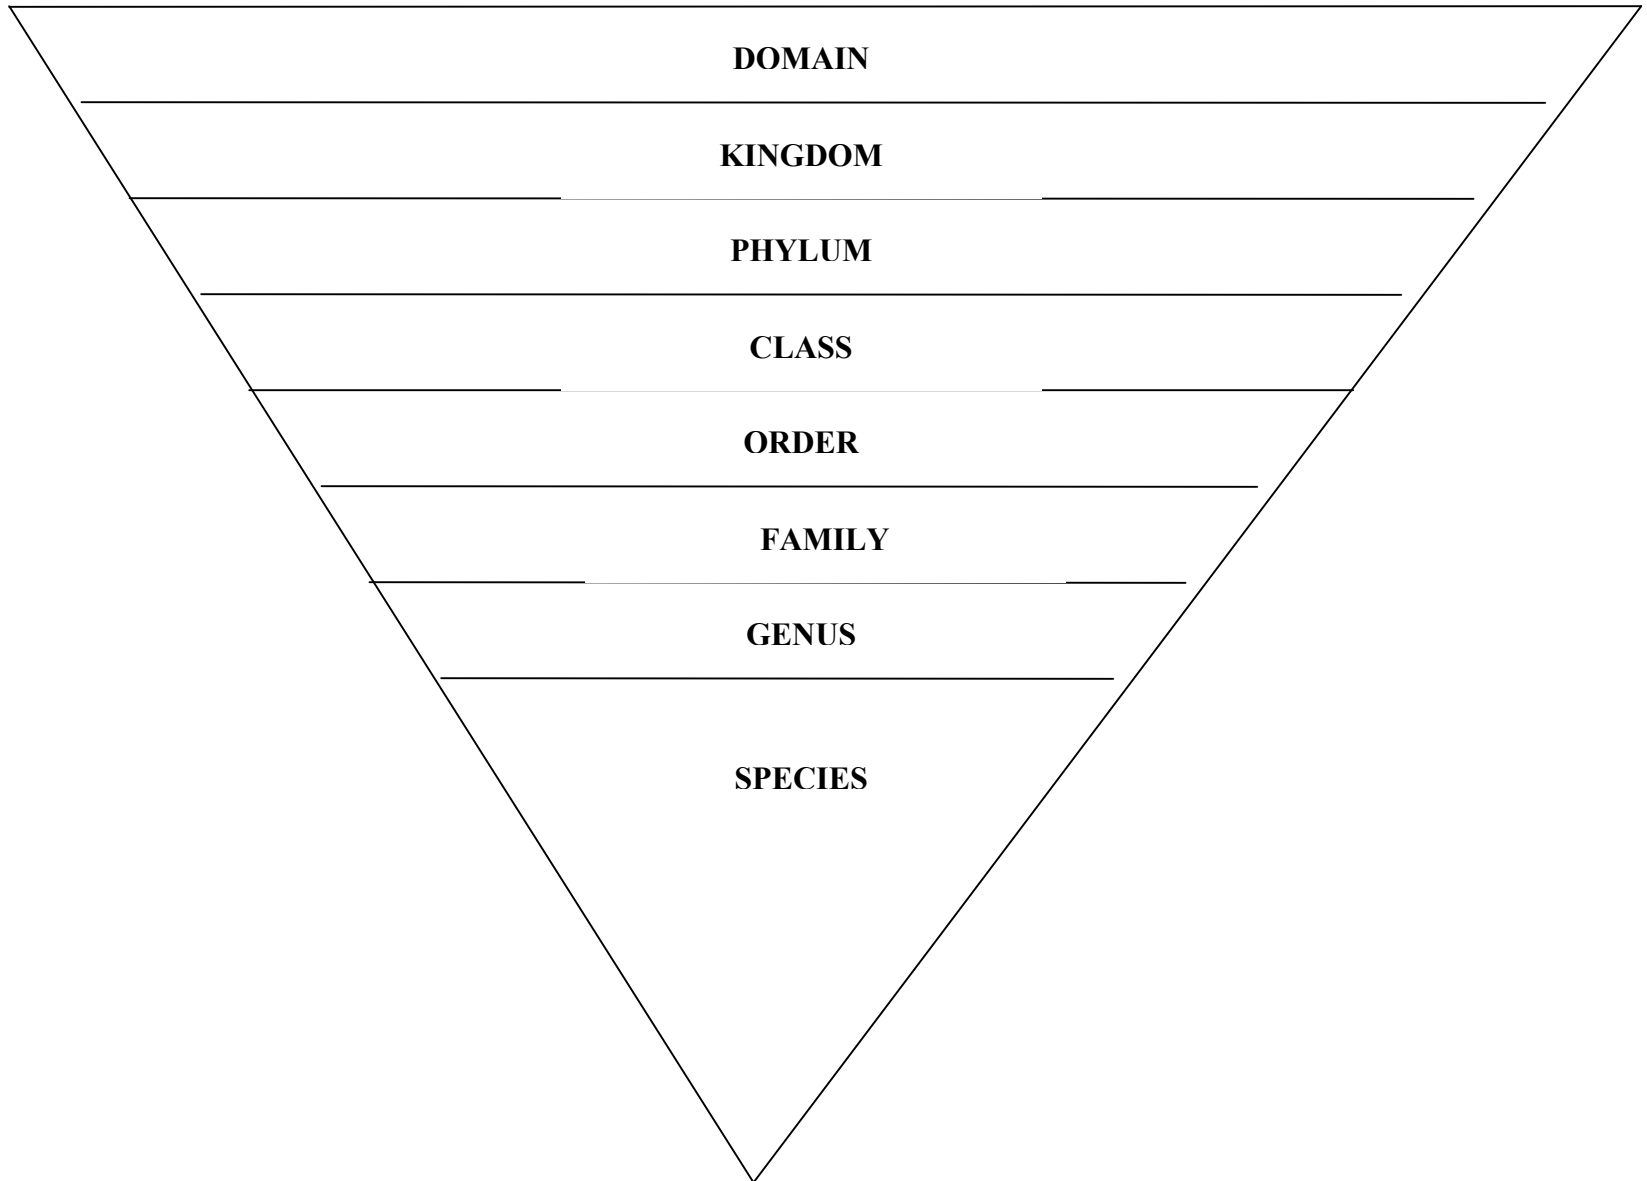 DOMAIN
KINGDOM
PHYLUM
CLASS
ORDER
FAMILY
GENUS
SPECIES